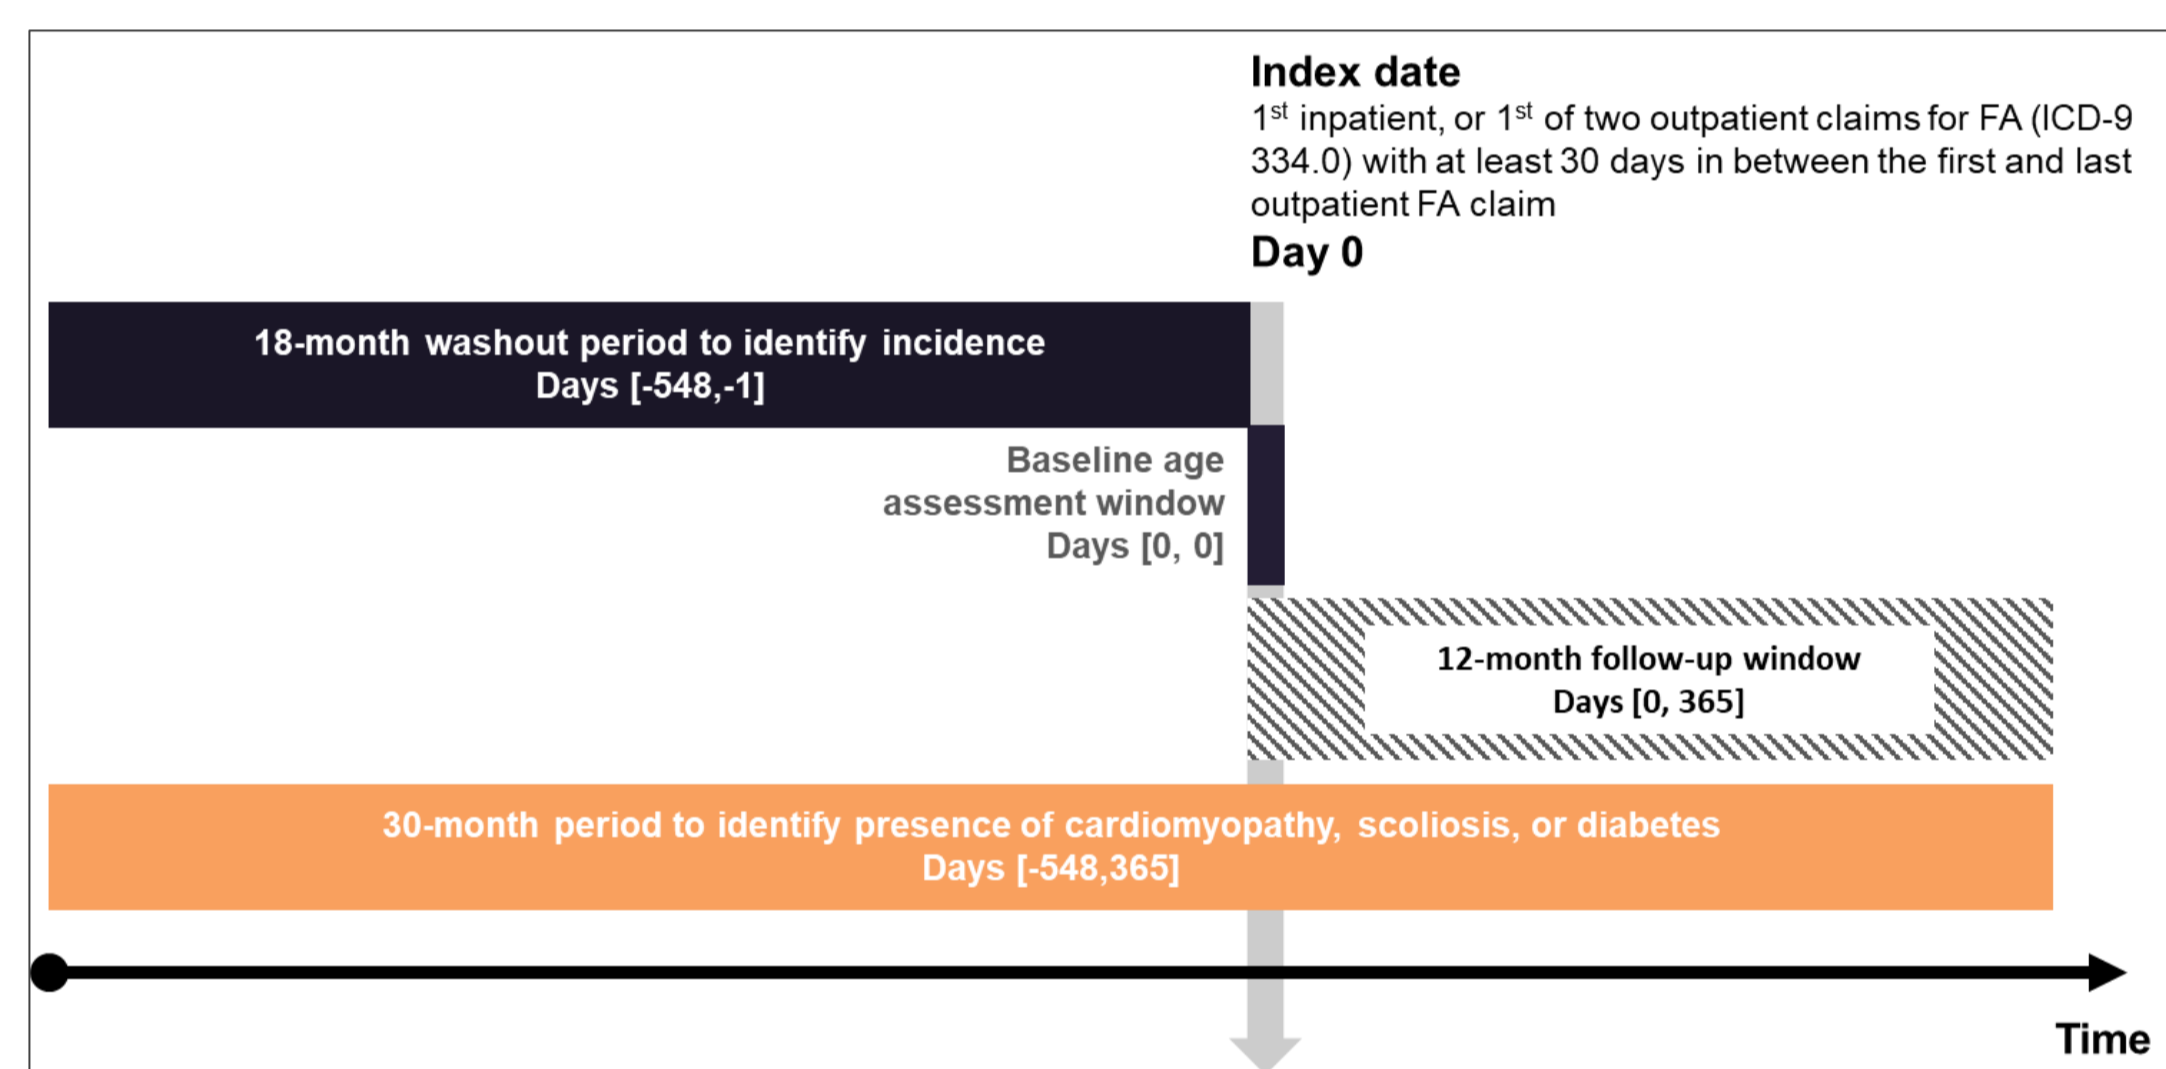 Index date
1st inpatient, or 1st of two outpatient claims for FA (ICD-9
334.0) with at least 30 days in between the first and last
outpatient FA claim
Day 0
18-month washout period to identify incidence
Days [-548,-1]
Baseline age
assessment window
Days [0, 0]
12-month follow-up window
Days [0, 365]
30-month period to identify presence of cardiomyopathy, scoliosis, or diabetes
Days [-548,365]
Time